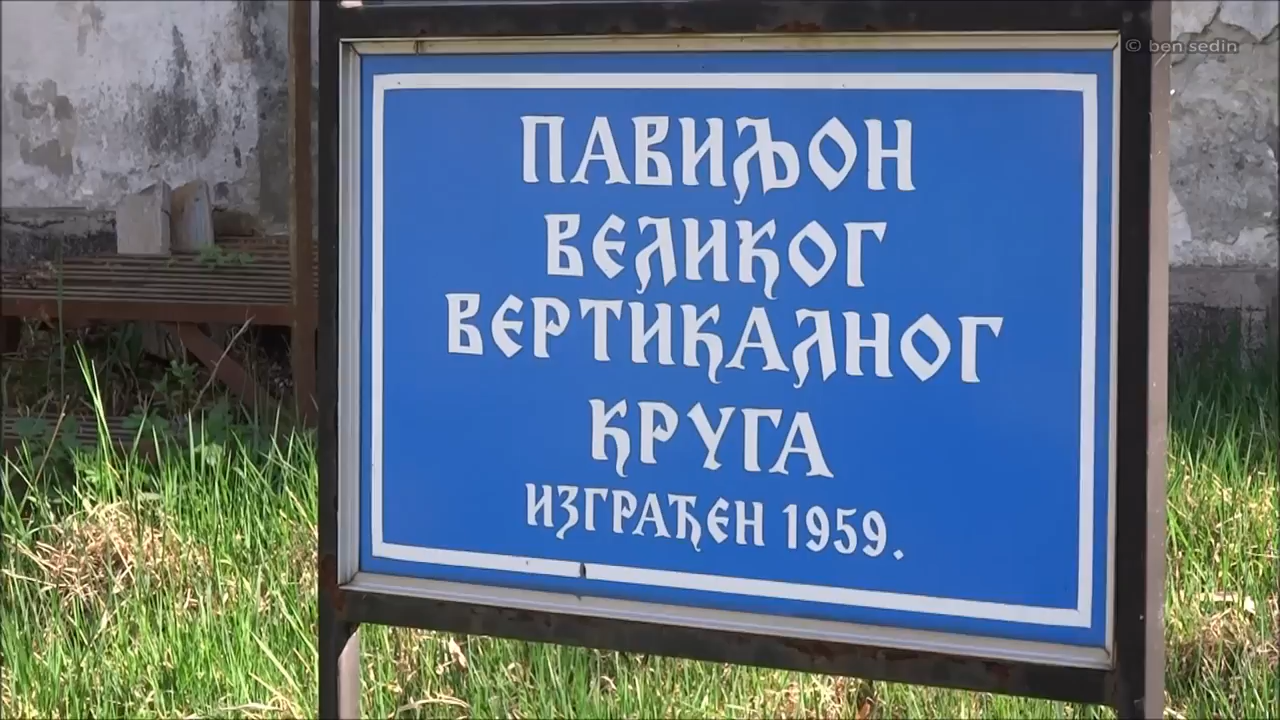 © ben sedin
ПАВИЉОН
ВЕЛИКОГ
ВЕРТИКАЛНОГ
КРУГА
ИЗГРАЂЕН 1959.